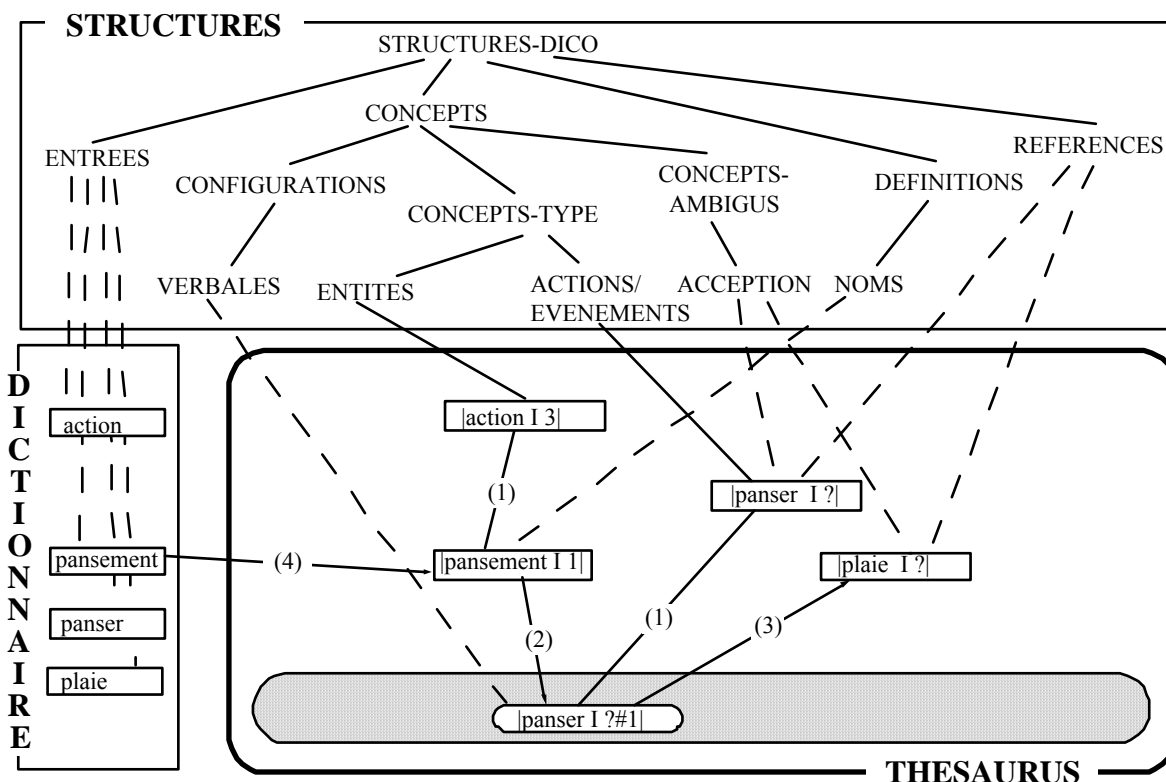 STRUCTURES
STRUCTURES-DICO
CONCEPTS
ENTREES
REFERENCES
CONFIGURATIONS
CONCEPTS-
AMBIGUS
DEFINITIONS
CONCEPTS-TYPE
VERBALES
ENTITES
ACTIONS/
EVENEMENTS
ACCEPTION
NOMS
DICTIONNAIRE
action
|action I 3|
(1)
|panser I ?|
pansement
(4)
|pansement I 1|
|plaie I ?|
panser
(2)
(1)
(3)
plaie
|panser I ?#1|
THESAURUS